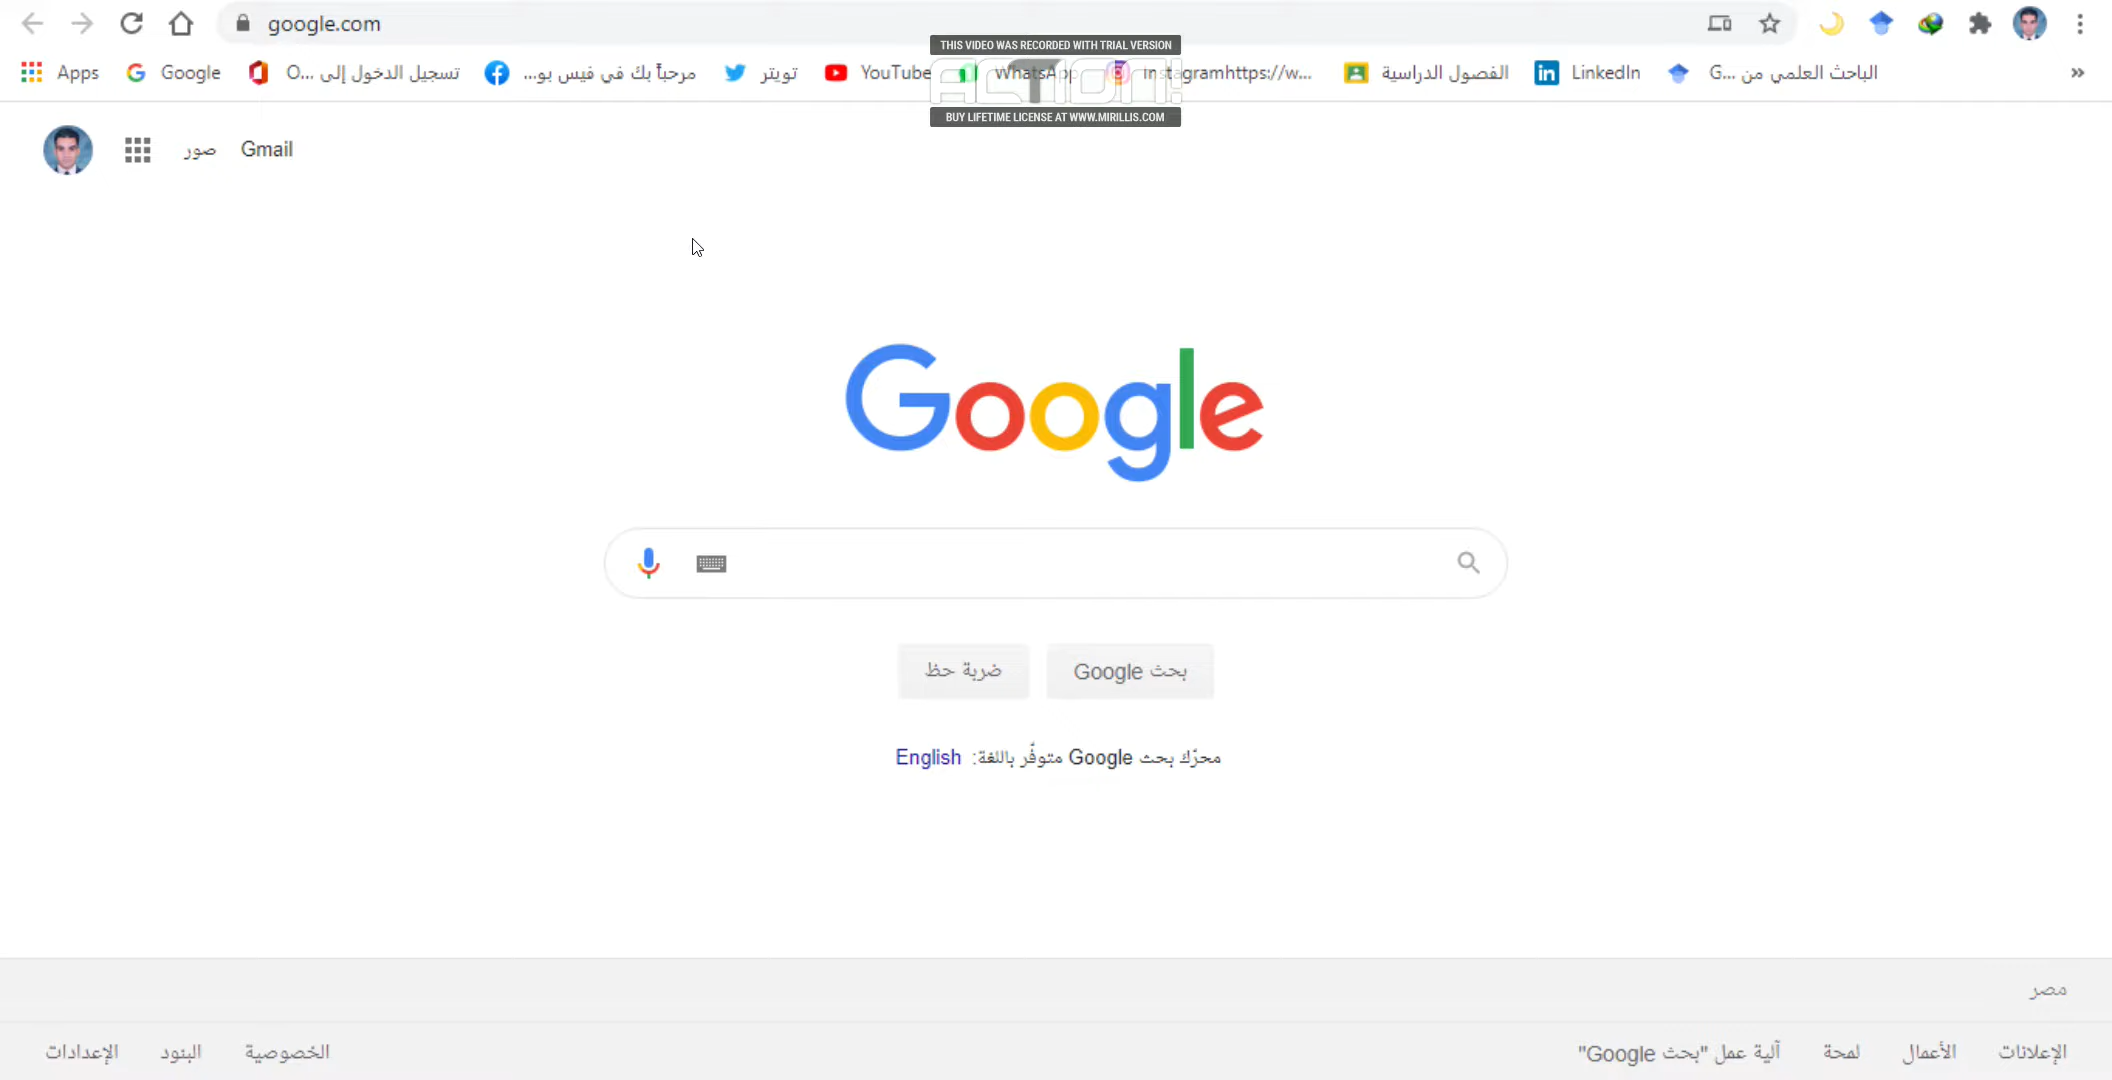 google.com
THIS VIDEO WAS RECORDED WITH TRIAL VERSION
Apps
Google
تسجيل الدخول إلى O...
مرحباً بك في فيس بو...
تويتر
YouTube
WhatsApp
Instagramhttps://w...
الفصول الدراسية
LinkedIn
الباحث العلمي من G...
»
ACTION!
BUY LIFETIME LICENSE AT WWW.MIRILLIS.COM
صور
Gmail
Google
بحث Google
ضربة حظ
محرّك بحث Google متوفّر باللغة: English
مصر
الإعلانات
الأعمال
لمحة
آلية عمل "بحث Google"
الخصوصية
البنود
الإعدادات